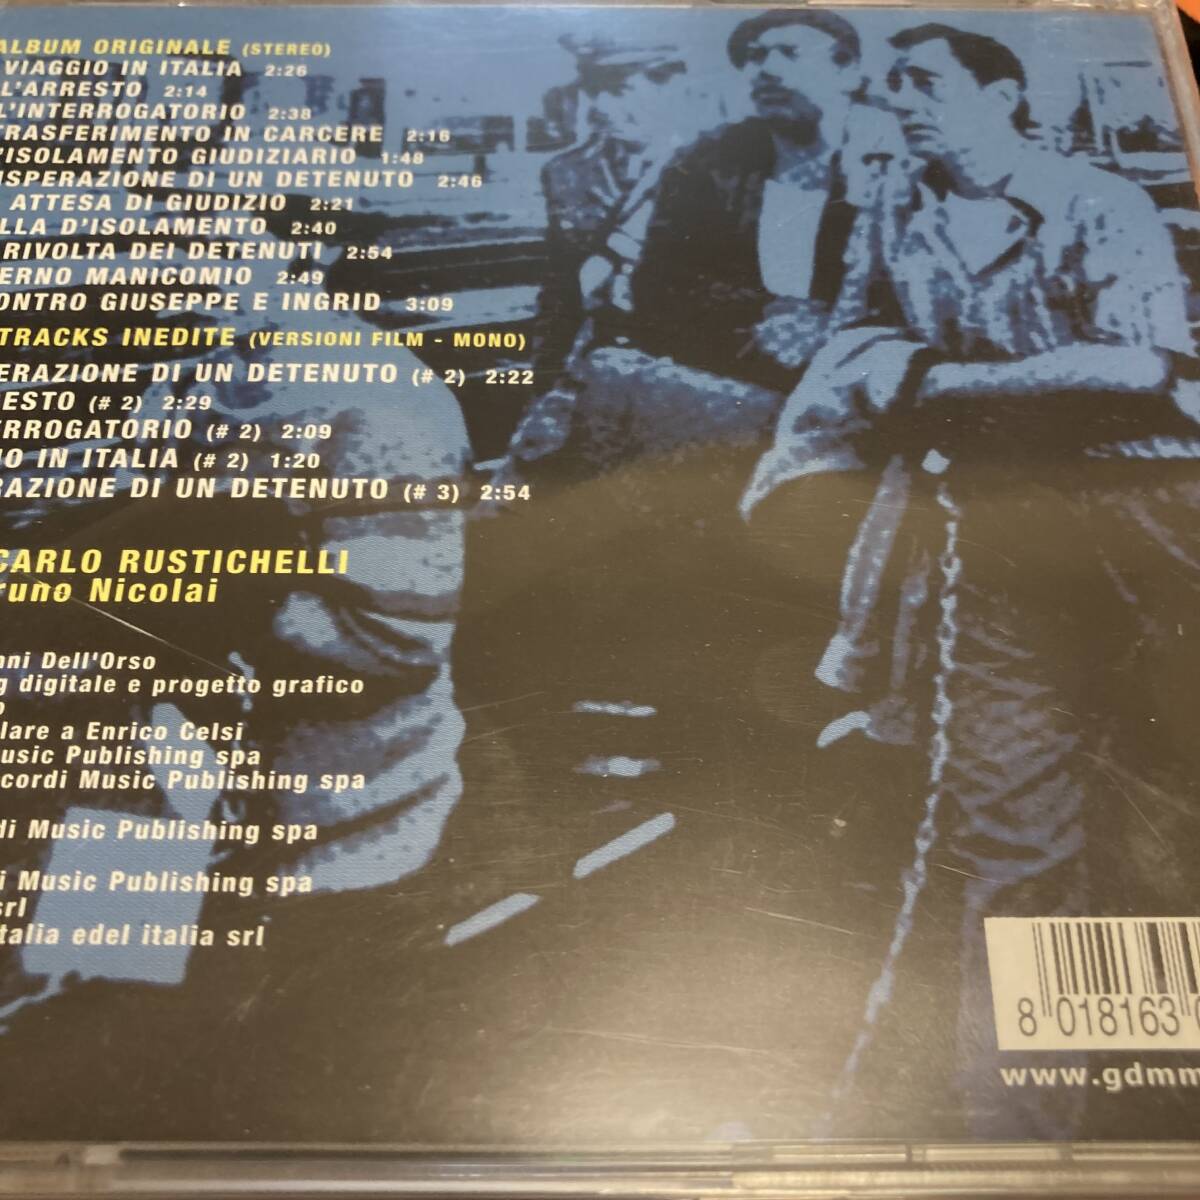 ALBUM ORIGINALE (STEREO)
VIAGGIO IN ITALIA 2:26
L'ARRESTO 2:14
L'INTERROGATORIO 2:38
TRASFERIMENTO IN CARCERE 2:16
'ISOLAMENTO GIUDIZIARIO 1:48
ISPERAZIONE DI UN DETENUTO 2:46
ATTESA DI GIUDIZIO 2:21
LLA D'ISOLAMENTO 2:40
RIVOLTA DEI DETENUTI 2:54
ERNO MANICOMIO 2:49
ONTRO GIUSEPPE E INGRID 3:09
TRACKS INEDITE (VERSIONI FILM - MONO)
ERAZIONE DI UN DETENUTO (# 2) 2:22
ESTO (# 2) 2:29
ERROGATORIO (# 2) 2:09
IO IN ITALIA (# 2) 1:20
RAZIONE DI UN DETENUTO (# 3) 2:54
CARLO RUSTICHELLI
runo Nicolai
nni Dell'Orso
g digitale e progetto grafico
o
lare a Enrico Celsi
usic Publishing spa
cordi Music Publishing spa
di Music Publishing spa
i Music Publishing spa
srl
talia edel italia srl
8 018163 0
www.gdmm